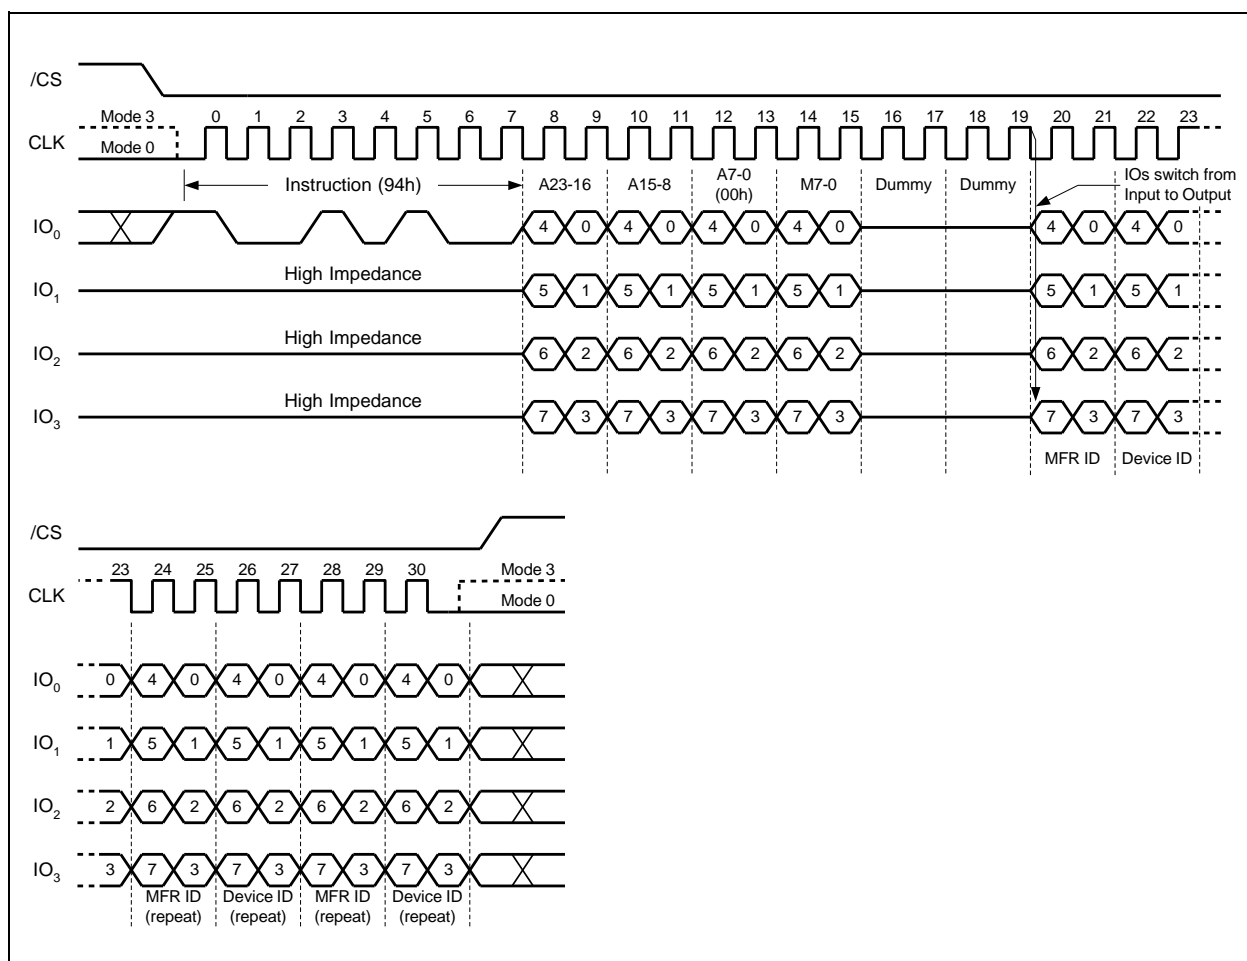 /CS
Mode 3 0 1 2 3 4 5 6 7 8 9 10 11 12 13 14 15 16 17 18 19 20 21 22 23
CLK
Mode 0
Instruction (94h) A23-16 A15-8 A7-0 (00h) M7-0 Dummy Dummy
IOs switch from
Input to Output
IO0 4 0 4 0 4 0 4 0 4 0 4 0
High Impedance
IO1 5 1 5 1 5 1 5 1 5 1 5 1
High Impedance
IO2 6 2 6 2 6 2 6 2 6 2 6 2
High Impedance
IO3 7 3 7 3 7 3 7 3 7 3 7 3
MFR ID Device ID
/CS
23 24 25 26 27 28 29 30 Mode 3
CLK
Mode 0
IO0 0 4 0 4 0 4 0 4 0
IO1 1 5 1 5 1 5 1 5 1
IO2 2 6 2 6 2 6 2 6 2
IO3 3 7 3 7 3 7 3 7 3
MFR ID Device ID MFR ID Device ID
(repeat) (repeat) (repeat) (repeat)